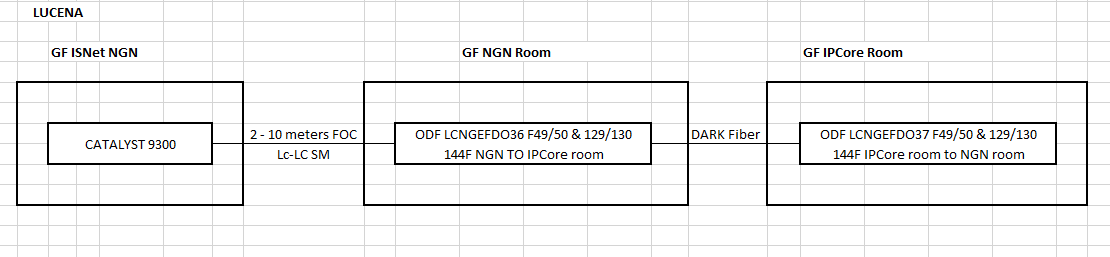 LUCENA
GF ISNet NGN
GF NGN Room
GF IPCore Room
CATALYST 9300
2 - 10 meters FOC
Lc-LC SM
ODF LCNGEFDO36 F49/50 & 129/130
144F NGN TO IPCore room
DARK Fiber
ODF LCNGEFDO37 F49/50 & 129/130
144F IPCore room to NGN room